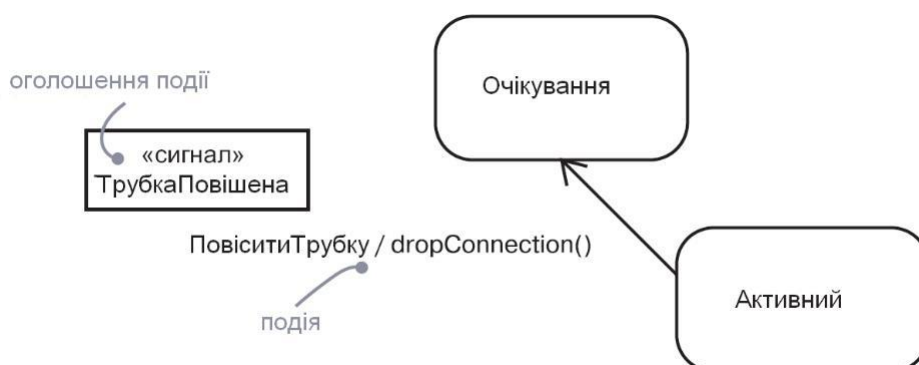 оголошення події
Очікування
«сигнал»
ТрубкаПовішена
ПовіситиТрубку / dropConnection()
подія
Активний